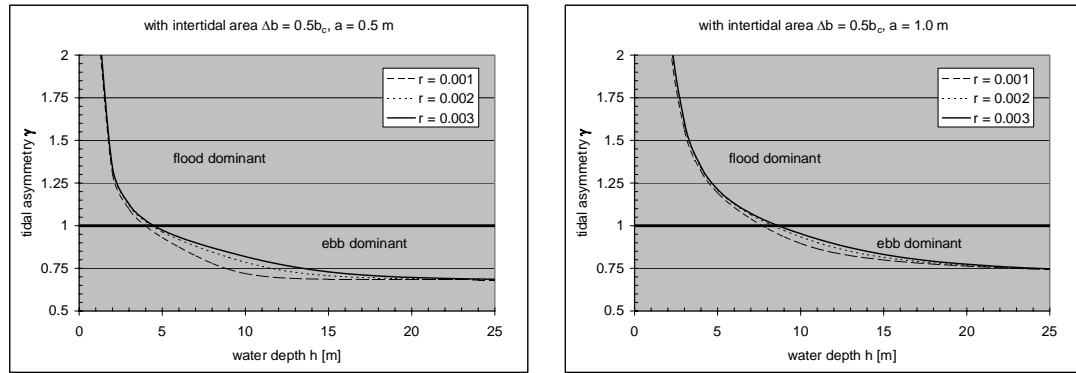 with intertidal area Δb = 0.5b_c, a = 0.5 m
2
1.75
1.5
1.25
1
0.75
0.5
tidal asymmetry γ
r = 0.001
r = 0.002
r = 0.003
flood dominant
ebb dominant
0 5 10 15 20 25
water depth h [m]
with intertidal area Δb = 0.5b_c, a = 1.0 m
2
1.75
1.5
1.25
1
0.75
0.5
tidal asymmetry γ
r = 0.001
r = 0.002
r = 0.003
flood dominant
ebb dominant
0 5 10 15 20 25
water depth h [m]